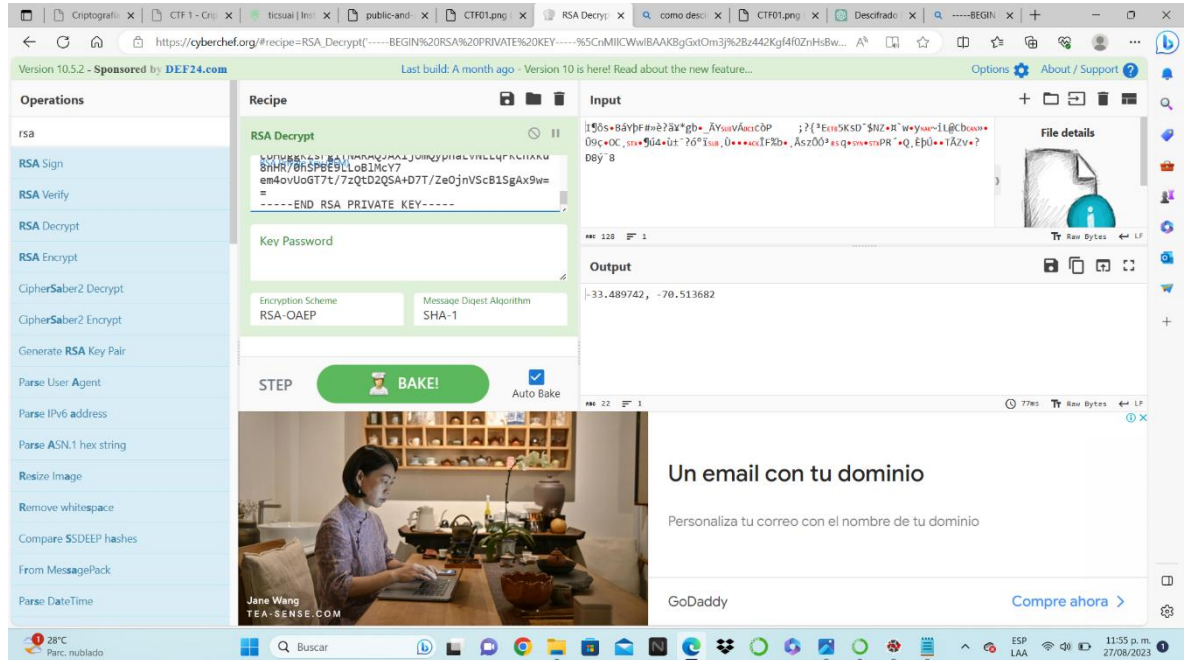 Criptografía
CTF 1 - Crip
ticsuai | Inst
public-and-
CTF01.png (
RSA Decryp
como desci
CTF01.png (
Descifrado
-----BEGIN
https://cyberchef.org/#recipe=RSA_Decrypt('-----BEGIN%20RSA%20PRIVATE%20KEY-----%5CnMIICWwIBAAKBgGxtOm3j%2Bz442Kgf4f0ZnHsBw...
Version 10.5.2 - Sponsored by DEF24.com
Last build: A month ago - Version 10 is here! Read about the new feature...
Options
About / Support
Operations
rsa
RSA Sign
RSA Verify
RSA Decrypt
RSA Encrypt
CipherSaber2 Decrypt
CipherSaber2 Encrypt
Generate RSA Key Pair
Parse User Agent
Parse IPv6 address
Parse ASN.1 hex string
Resize Image
Remove whitespace
Compare SSDEEP hashes
From MessagePack
Parse DateTime
Recipe
RSA Decrypt
8nHR/0hSPBE9LLoBlMcY7
em4ovUoGT7t/7zQtD2QSA+D7T/ZeOjnVScB1SgAx9w=
=
-----END RSA PRIVATE KEY-----
Key Password
Encryption Scheme
RSA-OAEP
Message Digest Algorithm
SHA-1
STEP
BAKE!
Auto Bake
Input
File details
128
1
Raw Bytes
LF
Output
-33.489742, -70.513682
22
1
77ms
Raw Bytes
LF
Jane Wang
TEA-SENSE.COM
Un email con tu dominio
Personaliza tu correo con el nombre de tu dominio
GoDaddy
Compre ahora
28°C
Parc. nublado
Buscar
ESP
LAA
11:55 p. m.
27/08/2023